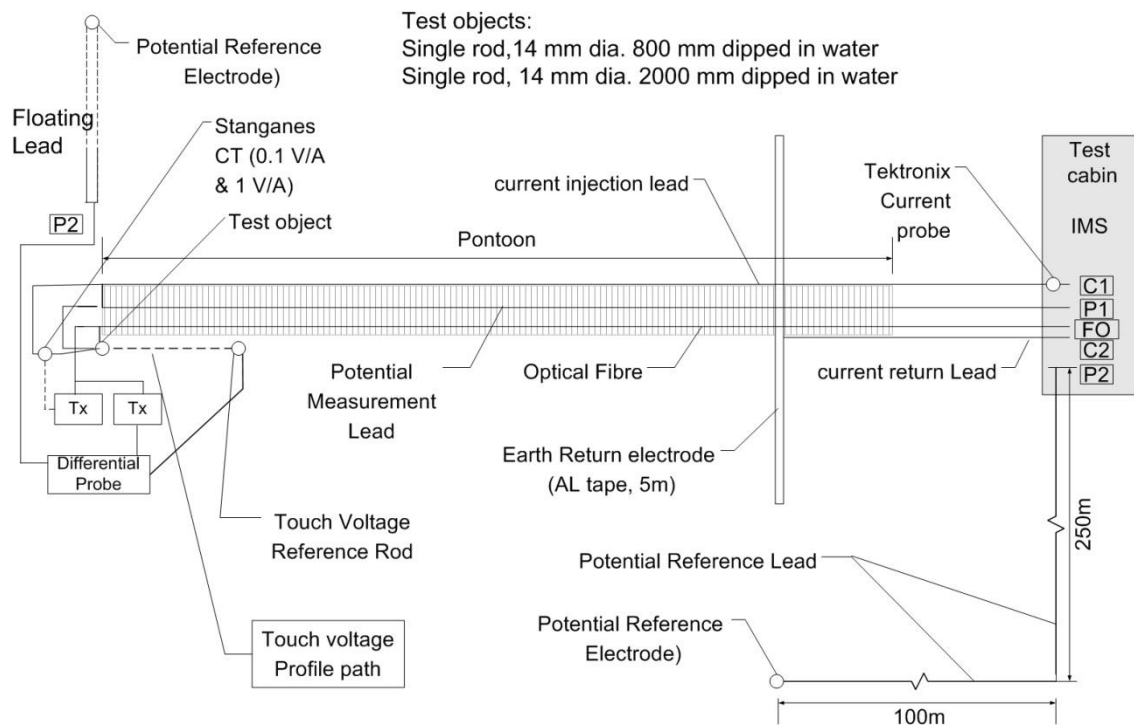 Test objects:
Single rod,14 mm dia. 800 mm dipped in water
Single rod, 14 mm dia. 2000 mm dipped in water
Potential Reference
Electrode)
Floating
Lead
Stanganes
CT (0.1 V/A
& 1 V/A)
Test object
P2
Pontoon
current injection lead
Tektronix
Current
probe
Test
cabin
IMS
C1
P1
FO
C2
P2
Potential
Measurement
Lead
Optical Fibre
current return Lead
Tx
Tx
Differential
Probe
Earth Return electrode
(AL tape, 5m)
Touch Voltage
Reference Rod
250m
Potential Reference Lead
Touch voltage
Profile path
Potential Reference
Electrode)
100m